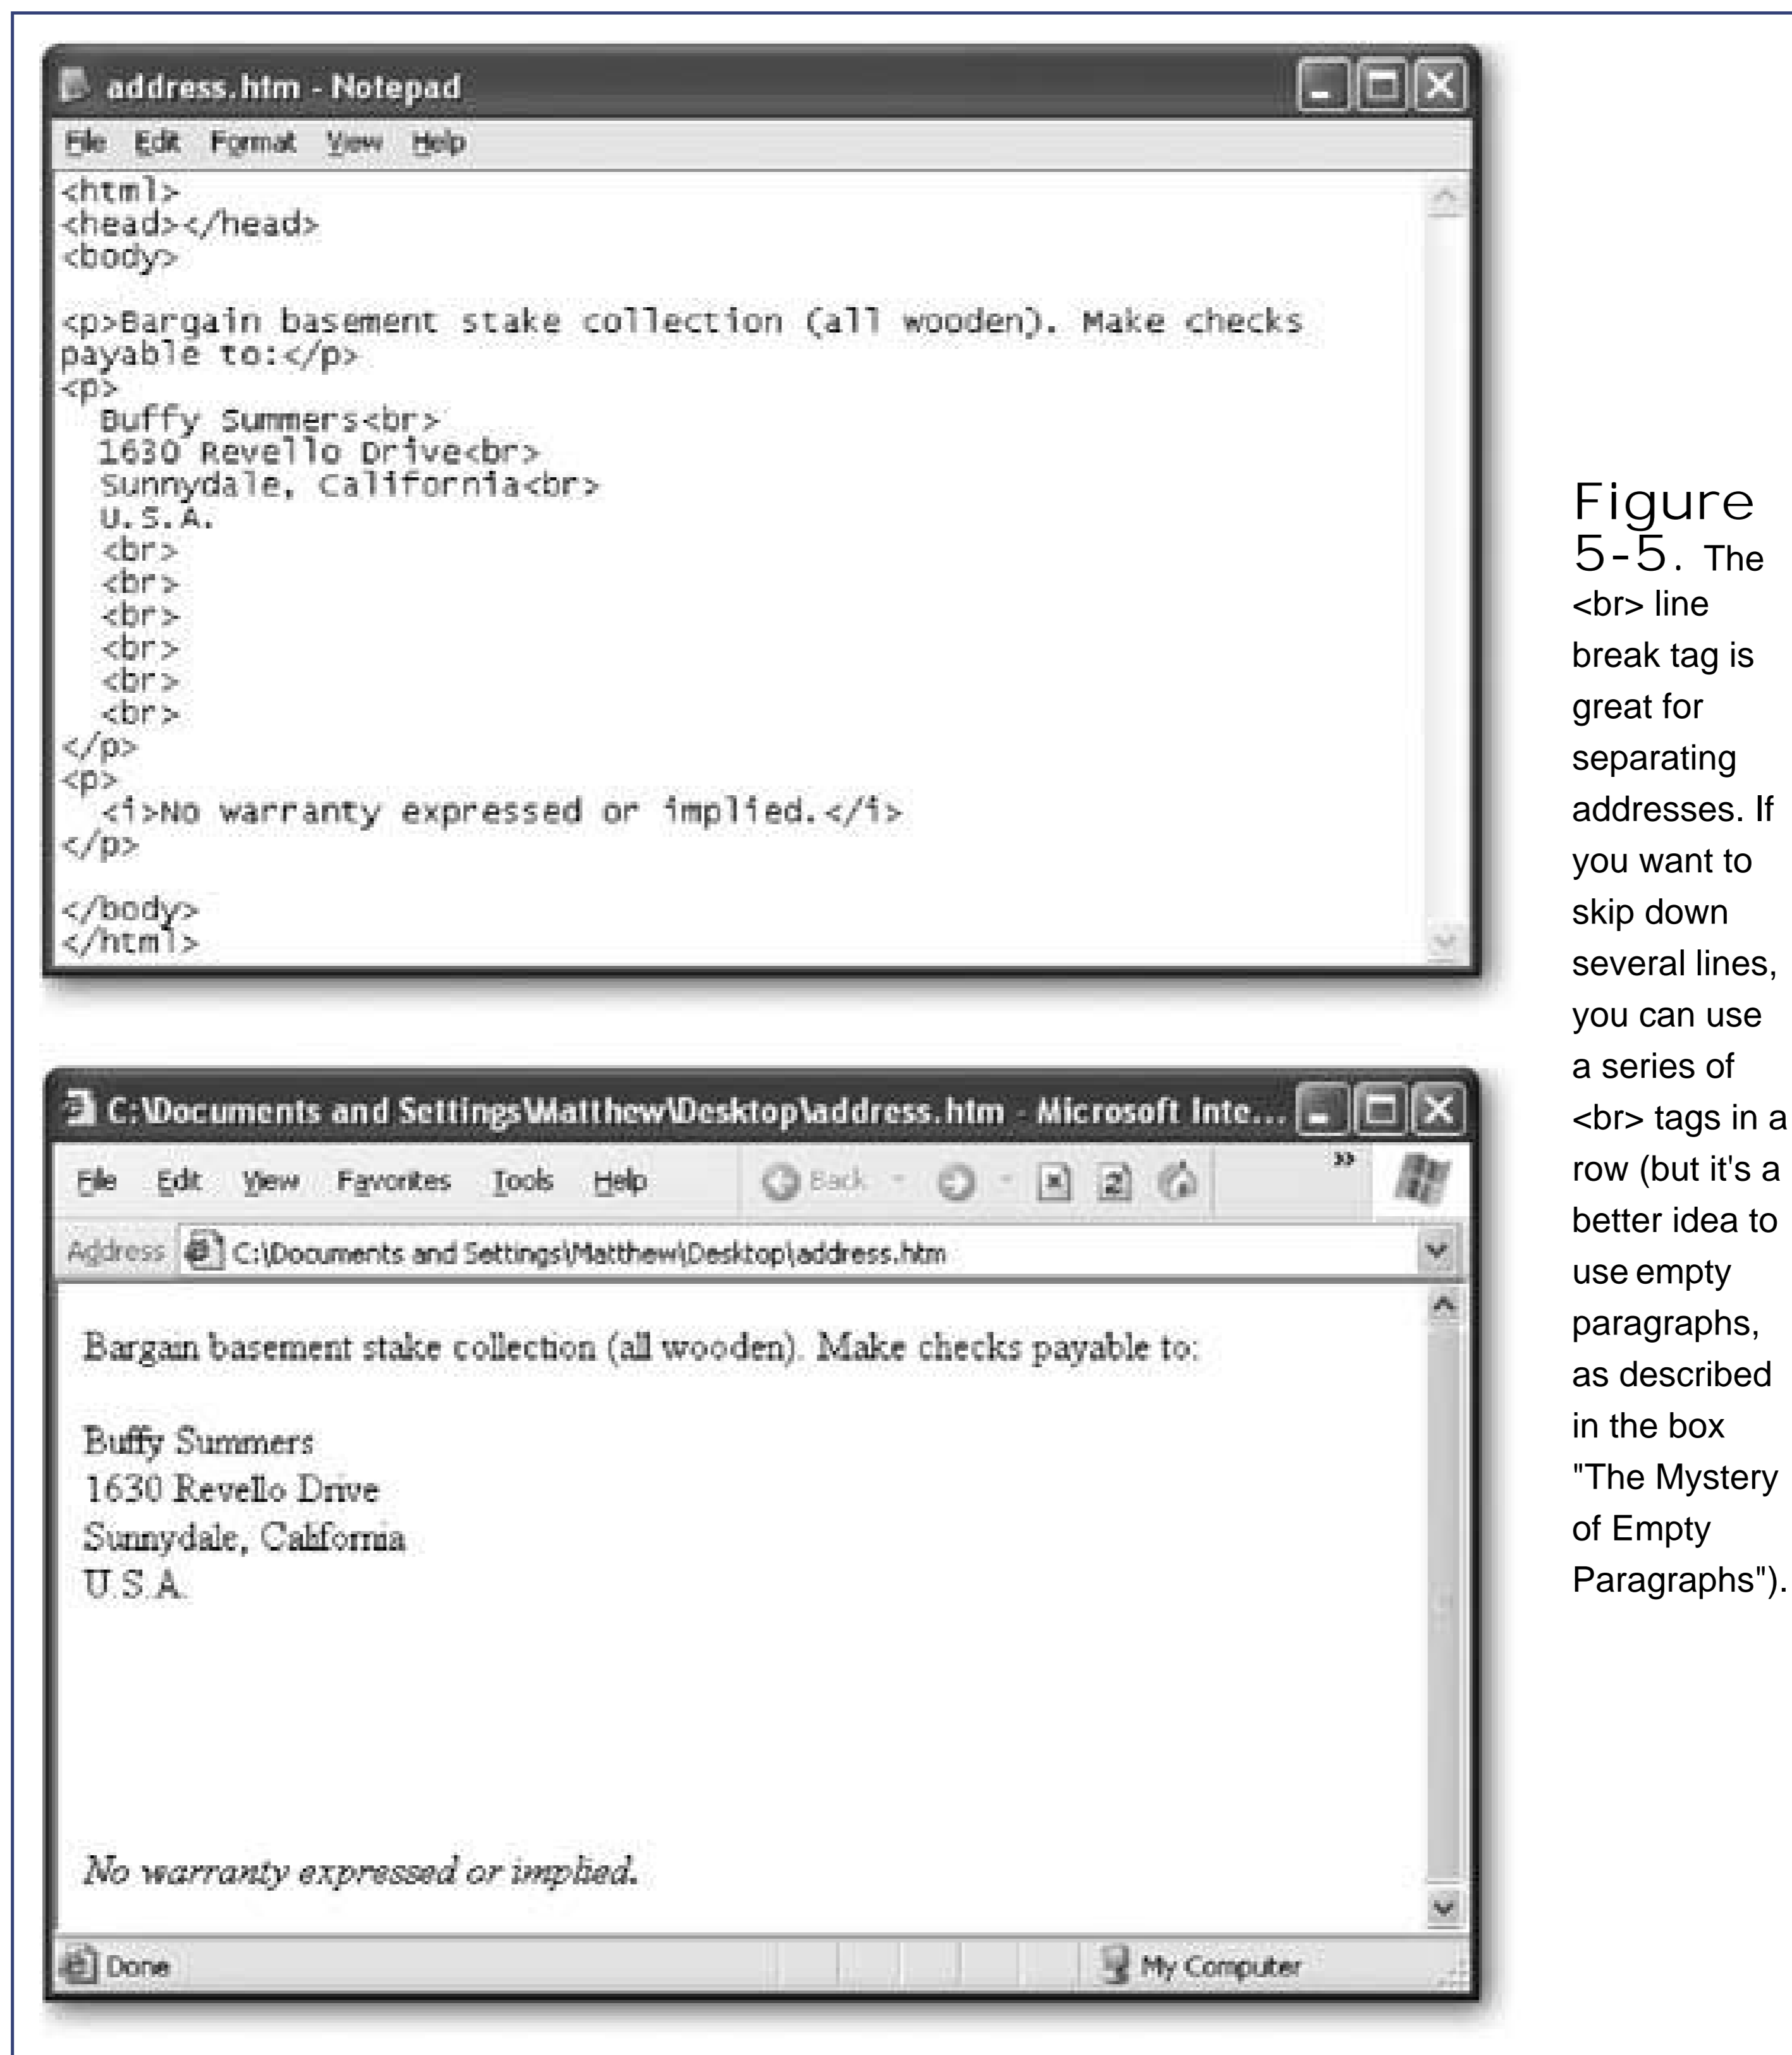 address.htm - Notepad
File Edit Format View Help
<html>
<head></head>
<body>
<p>Bargain basement stake collection (all wooden). Make checks
payable to:</p>
<p>
Buffy Summers<br>
1630 Revello Drive<br>
Sunnydale, California<br>
U.S.A.
<br>
<br>
<br>
<br>
<br>
<br>
</p>
<p>
<i>No warranty expressed or implied.</i>
</p>
</body>
</html>
C:\Documents and Settings\Matthew\Desktop\address.htm - Microsoft Inte...
File Edit View Favorites Tools Help Back »
Address C:\Documents and Settings\Matthew\Desktop\address.htm
Bargain basement stake collection (all wooden). Make checks payable to:
Buffy Summers
1630 Revello Drive
Sunnydale, California
U.S.A.
No warranty expressed or implied.
Done My Computer
Figure
5-5. The
<br> line
break tag is
great for
separating
addresses. If
you want to
skip down
several lines,
you can use
a series of
<br> tags in a
row (but it's a
better idea to
use empty
paragraphs,
as described
in the box
"The Mystery
of Empty
Paragraphs").